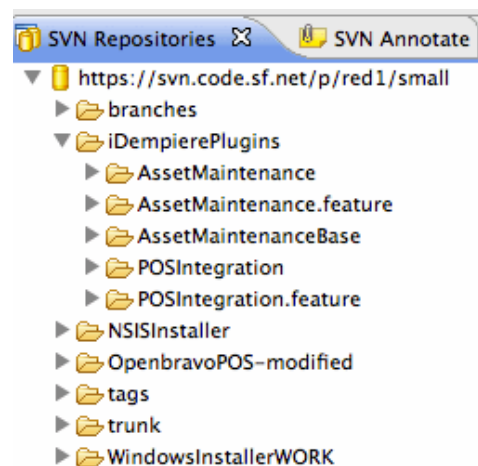 SVN Repositories SVN Annotate
https://svn.code.sf.net/p/red1/small
branches
iDempierePlugins
AssetMaintenance
AssetMaintenance.feature
AssetMaintenanceBase
POSIntegration
POSIntegration.feature
NSISInstaller
OpenbravoPOS-modified
tags
trunk
WindowsInstallerWORK